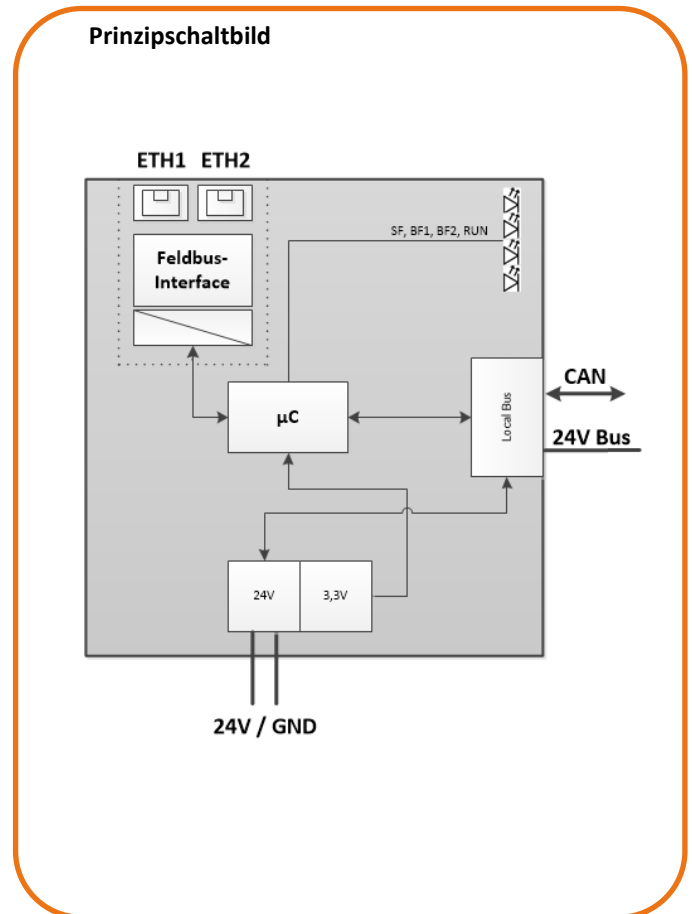 Prinzipschaltbild
ETH1 ETH2
SF, BF1, BF2, RUN
Feldbus-
Interface
CAN
µC
Local Bus
24V Bus
24V 3,3V
24V / GND